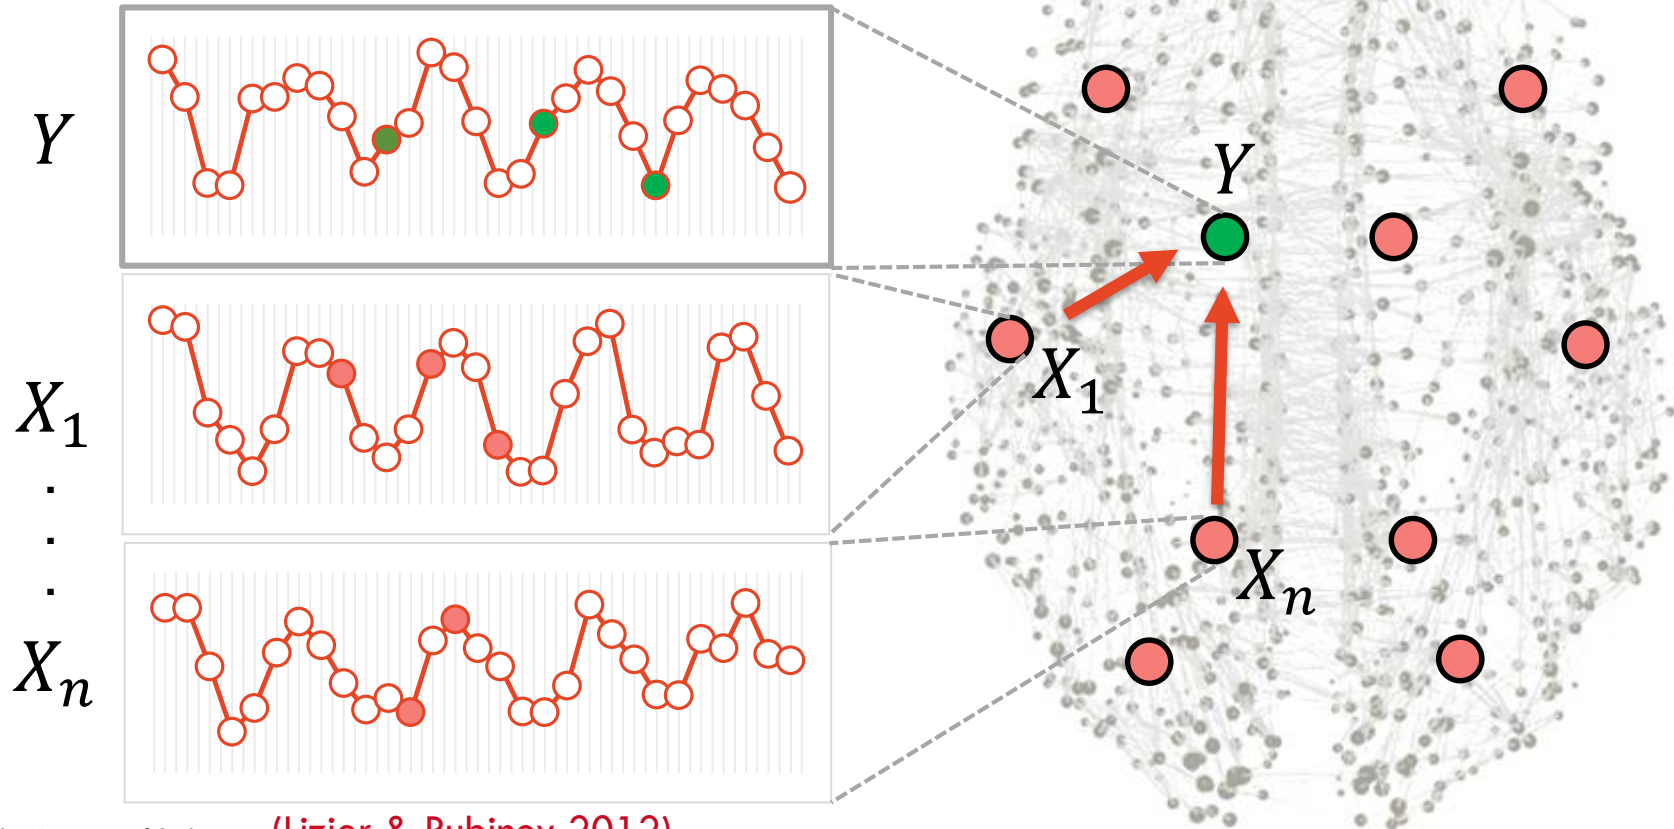 Y
X₁
.
.
.
Xₙ
Y
X₁
Xₙ
(Lizier & Rubinov 2012)